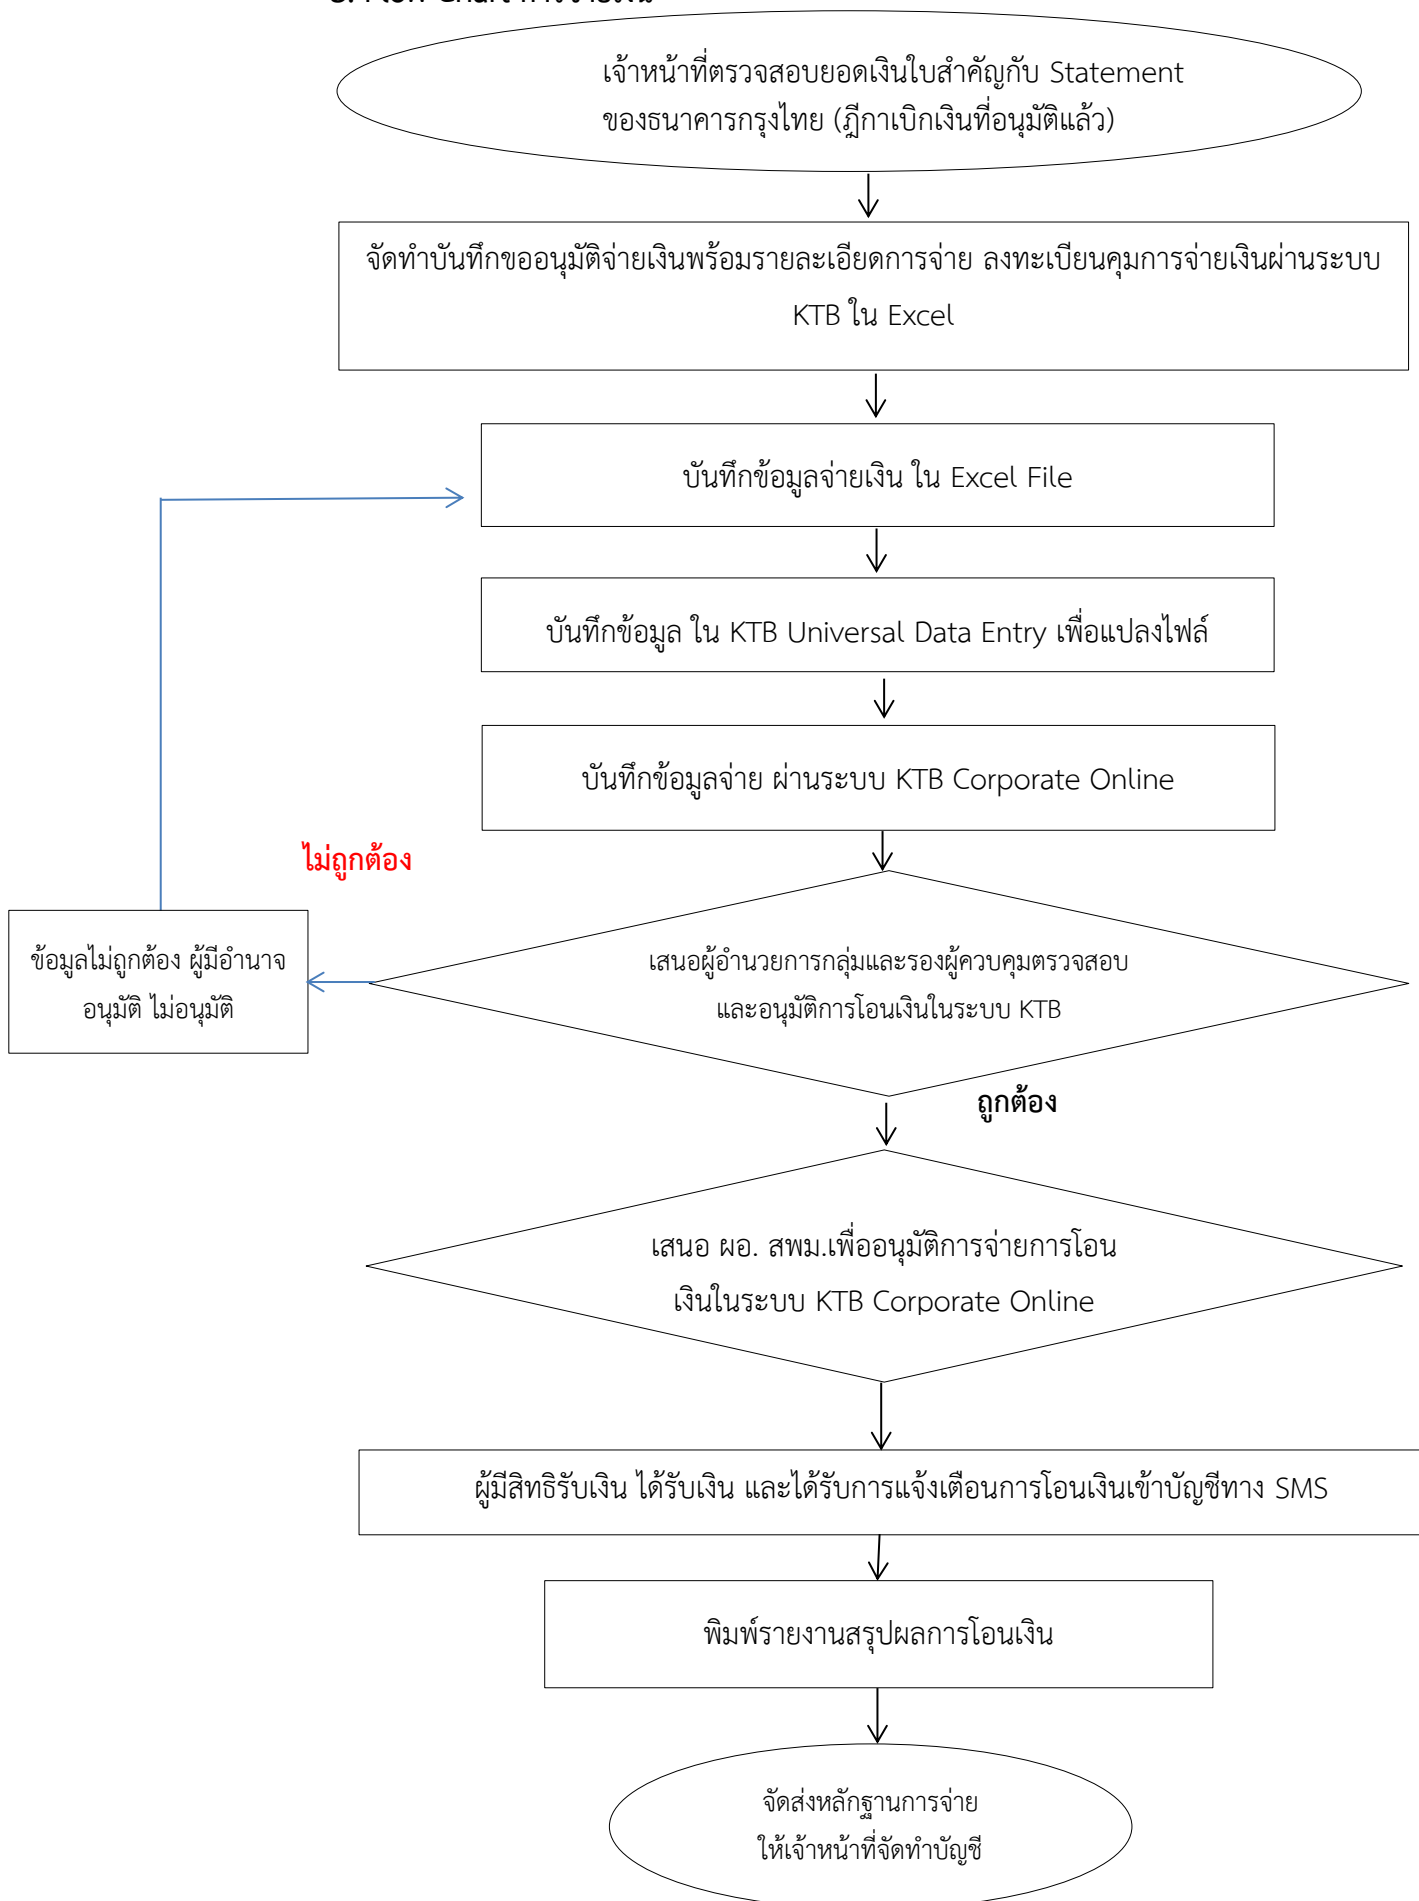 เจ้าหน้าที่ตรวจสอบยอดเงินใบสำคัญกับ Statement
ของธนาคารกรุงไทย (ฎีกาเบิกเงินที่อนุมัติแล้ว)
จัดทำบันทึกขออนุมัติจ่ายเงินพร้อมรายละเอียดการจ่าย ลงทะเบียนคุมการจ่ายเงินผ่านระบบ
KTB ใน Excel
บันทึกข้อมูลจ่ายเงิน ใน Excel File
บันทึกข้อมูล ใน KTB Universal Data Entry เพื่อแปลงไฟล์
บันทึกข้อมูลจ่าย ผ่านระบบ KTB Corporate Online
ไม่ถูกต้อง
ข้อมูลไม่ถูกต้อง ผู้มีอำนาจ
อนุมัติ ไม่อนุมัติ
เสนอผู้อำนวยการกลุ่มและรองผู้ควบคุมตรวจสอบ
และอนุมัติการโอนเงินในระบบ KTB
ถูกต้อง
เสนอ ผอ. สพม.เพื่ออนุมัติการจ่ายการโอน
เงินในระบบ KTB Corporate Online
ผู้มีสิทธิรับเงิน ได้รับเงิน และได้รับการแจ้งเตือนการโอนเงินเข้าบัญชีทาง SMS
พิมพ์รายงานสรุปผลการโอนเงิน
จัดส่งหลักฐานการจ่าย
ให้เจ้าหน้าที่จัดทำบัญชี